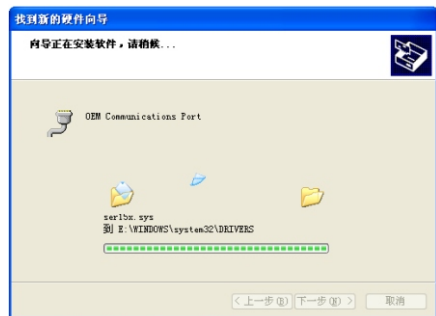 找到新的硬件向导
向导正在安装软件，请稍候...
OEM Communications Port
ser1bx.sys
到 E:\WINDOWS\system32\DRIVERS
<上一步(B)
下一步(N) >
取消